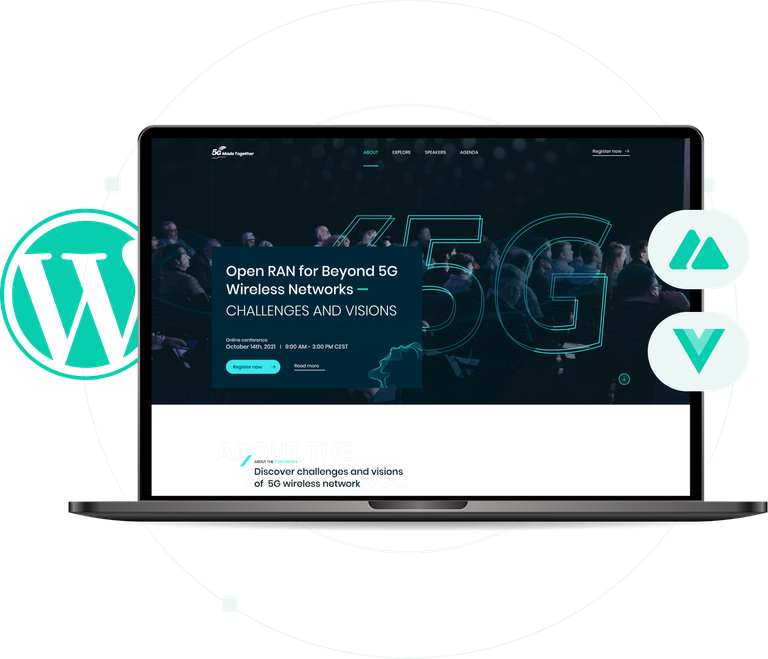 5G Made Together
ABOUT EXPLORE SPEAKERS AGENDA
Register now
5G
Open RAN for Beyond 5G
Wireless Networks —
CHALLENGES AND VISIONS
Online conference
October 14th, 2021 | 9:00 AM - 3:00 PM CEST
Register now
Read more
ABOUT THE
ABOUT THE CONFERENCE —
Discover challenges and visions
of 5G wireless network